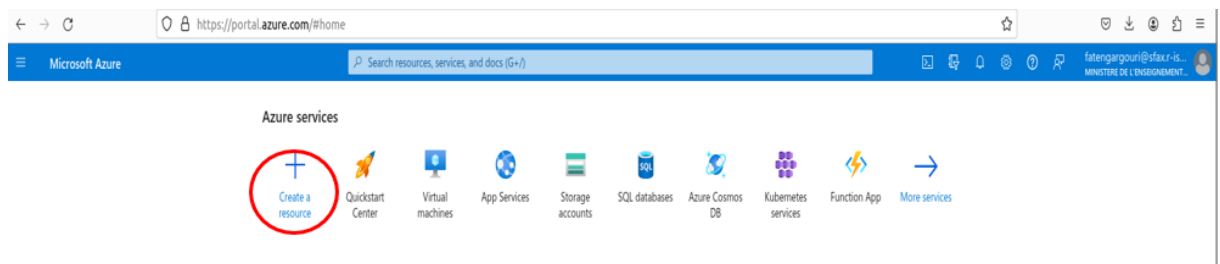 https://portal.azure.com/#home
Microsoft Azure
Search resources, services, and docs (G+/)
fatengargouri@sfax.r-is...
MINISTERE DE L'ENSEIGNEMENT...
Azure services
Create a resource
Quickstart Center
Virtual machines
App Services
Storage accounts
SQL
SQL databases
Azure Cosmos DB
Kubernetes services
Function App
More services